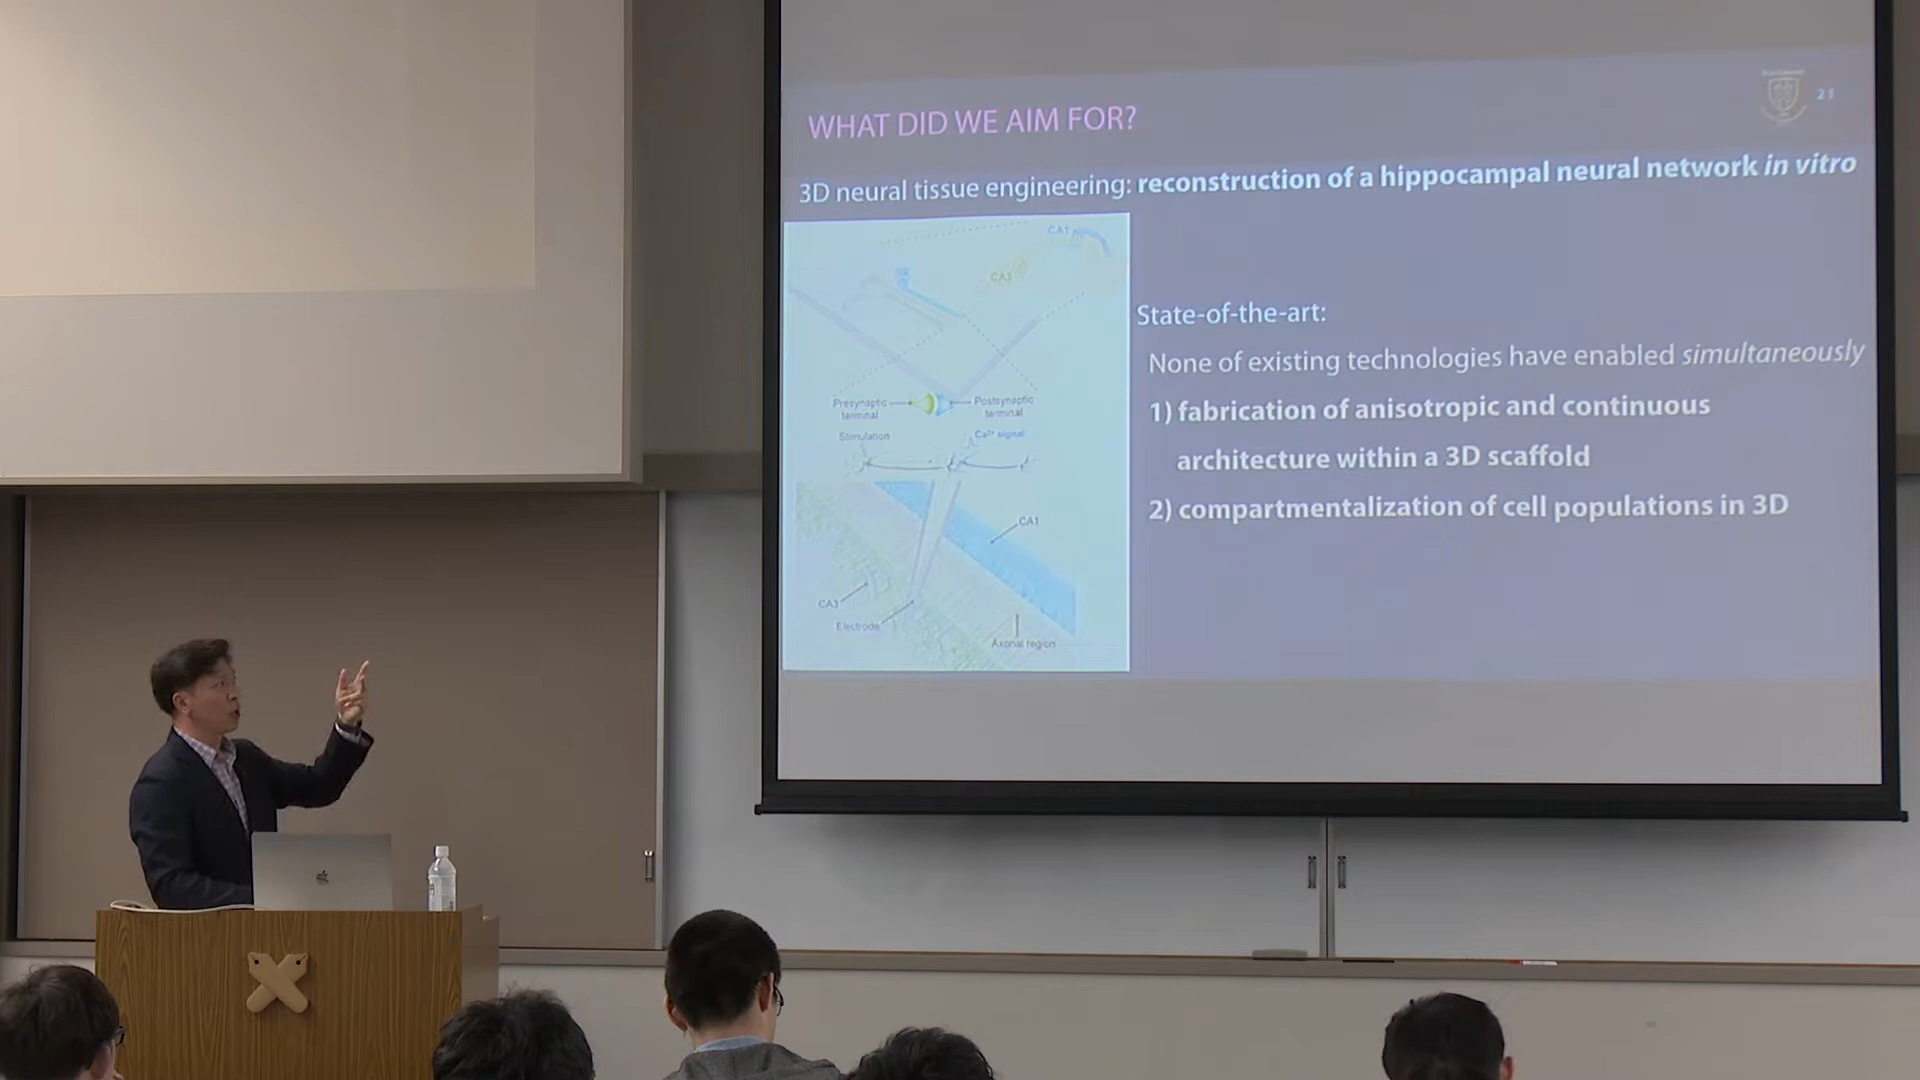 21
WHAT DID WE AIM FOR?
3D neural tissue engineering: reconstruction of a hippocampal neural network in vitro
CA1
CA3
Presynaptic
terminal
Postsynaptic
terminal
Stimulation
Ca²⁺ signal
CA1
CA3
Electrode
Axonal region
State-of-the-art:
None of existing technologies have enabled simultaneously
1) fabrication of anisotropic and continuous
architecture within a 3D scaffold
2) compartmentalization of cell populations in 3D